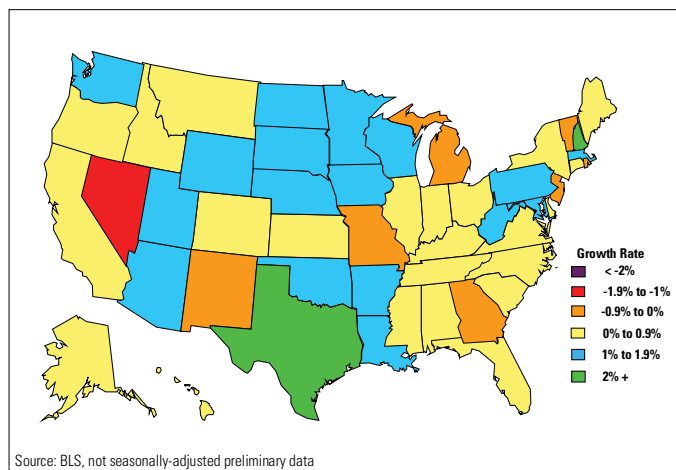 Growth Rate
< -2%
-1.9% to -1%
-0.9% to 0%
0% to 0.9%
1% to 1.9%
2% +
Source: BLS, not seasonally-adjusted preliminary data